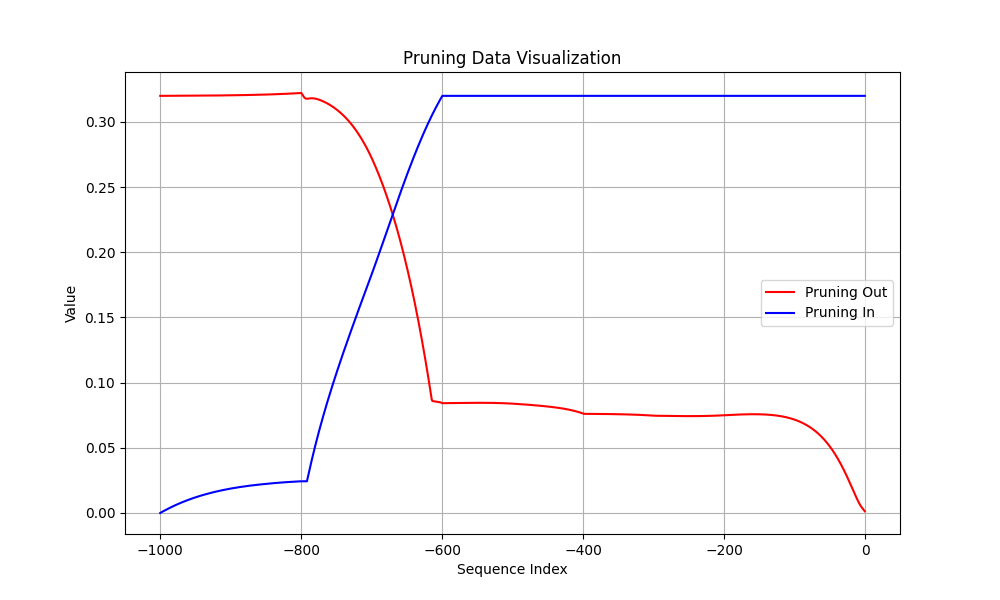 Pruning Data Visualization
Value
0.30
0.25
0.20
0.15
0.10
0.05
0.00
Pruning Out
Pruning In
−1000 −800 −600 −400 −200 0
Sequence Index